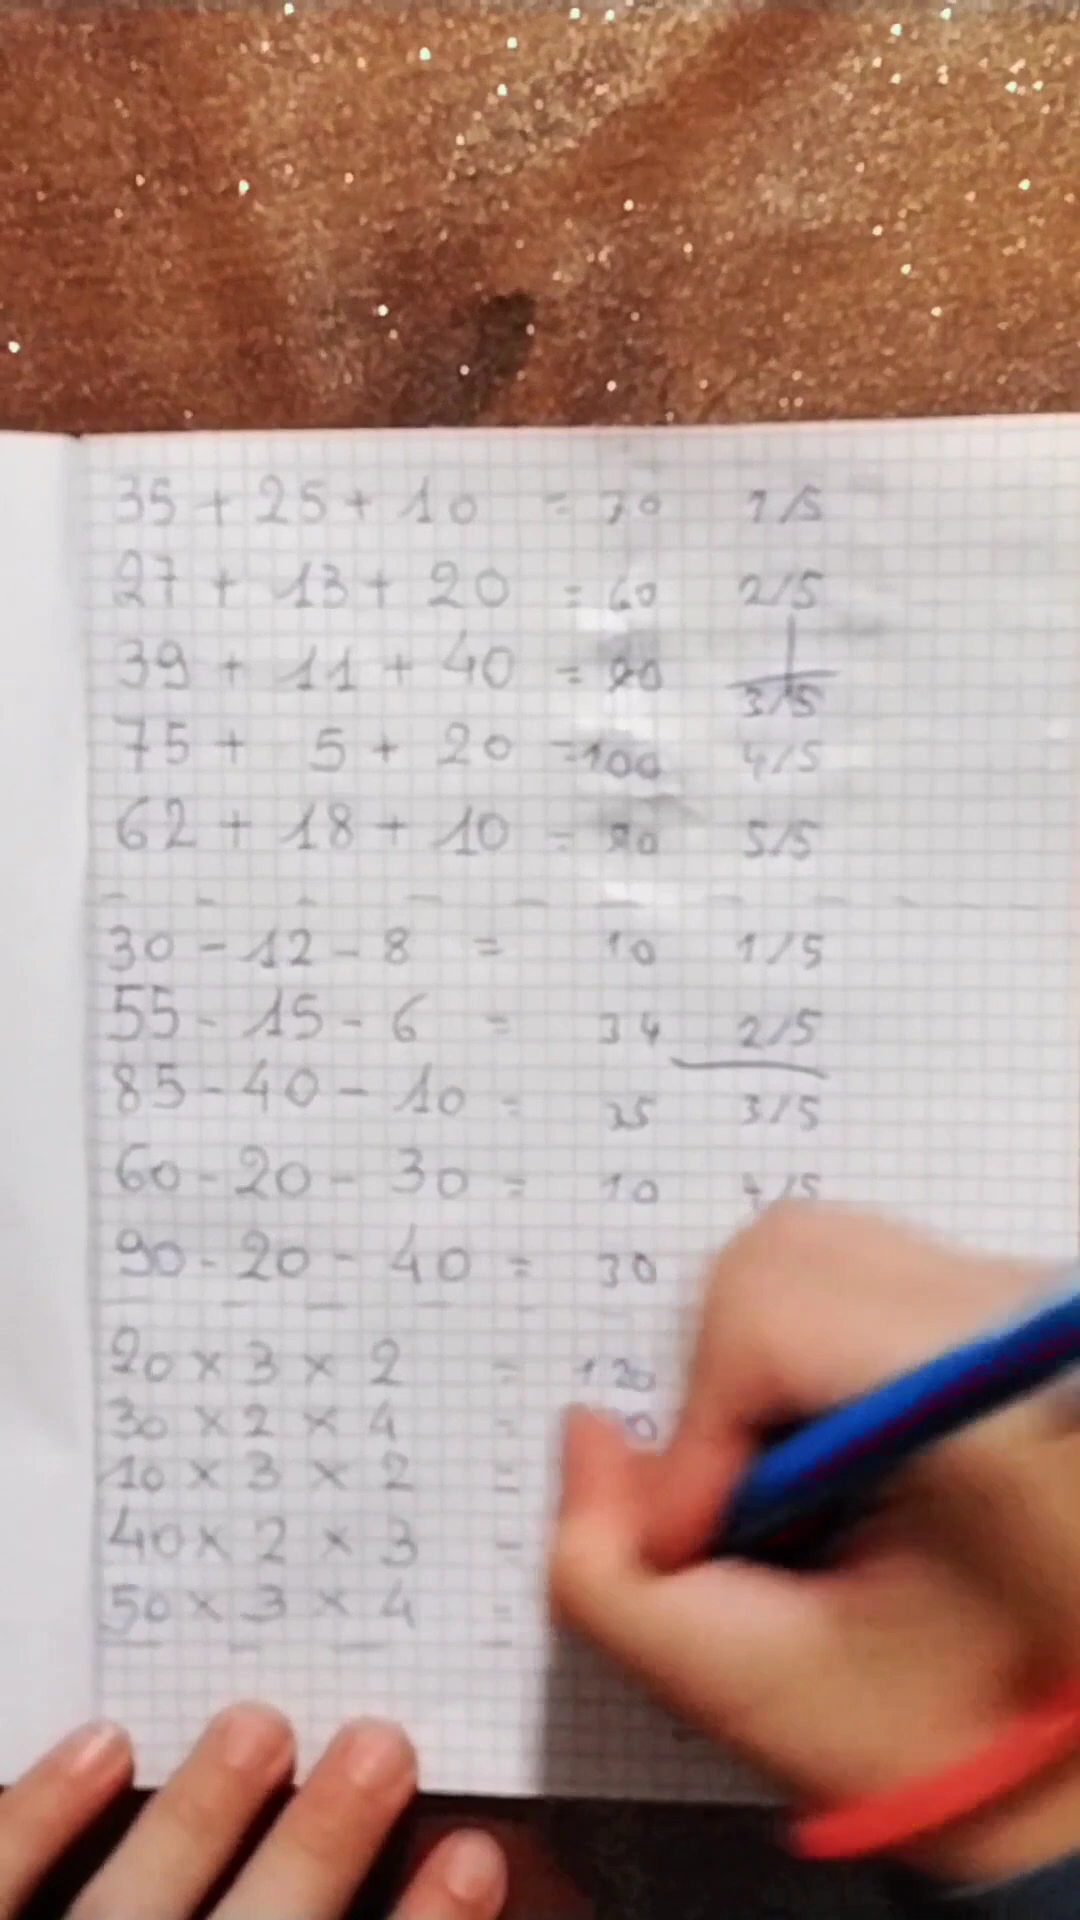 35 + 25 + 10 = 70 1/5
27 + 13 + 20 = 60 2/5
39 + 11 + 40 = 90 3/5
75 + 5 + 20 = 100 4/5
62 + 18 + 10 = 90 5/5
30 - 12 - 8 = 10 1/5
55 - 15 - 6 = 34 2/5
85 - 40 - 10 = 35 3/5
60 - 20 - 30 = 10 4/5
90 - 20 - 40 = 30
20 x 3 x 2 = 120
30 x 2 x 4 =
10 x 3 x 2 =
40 x 2 x 3 =
50 x 3 x 4 =